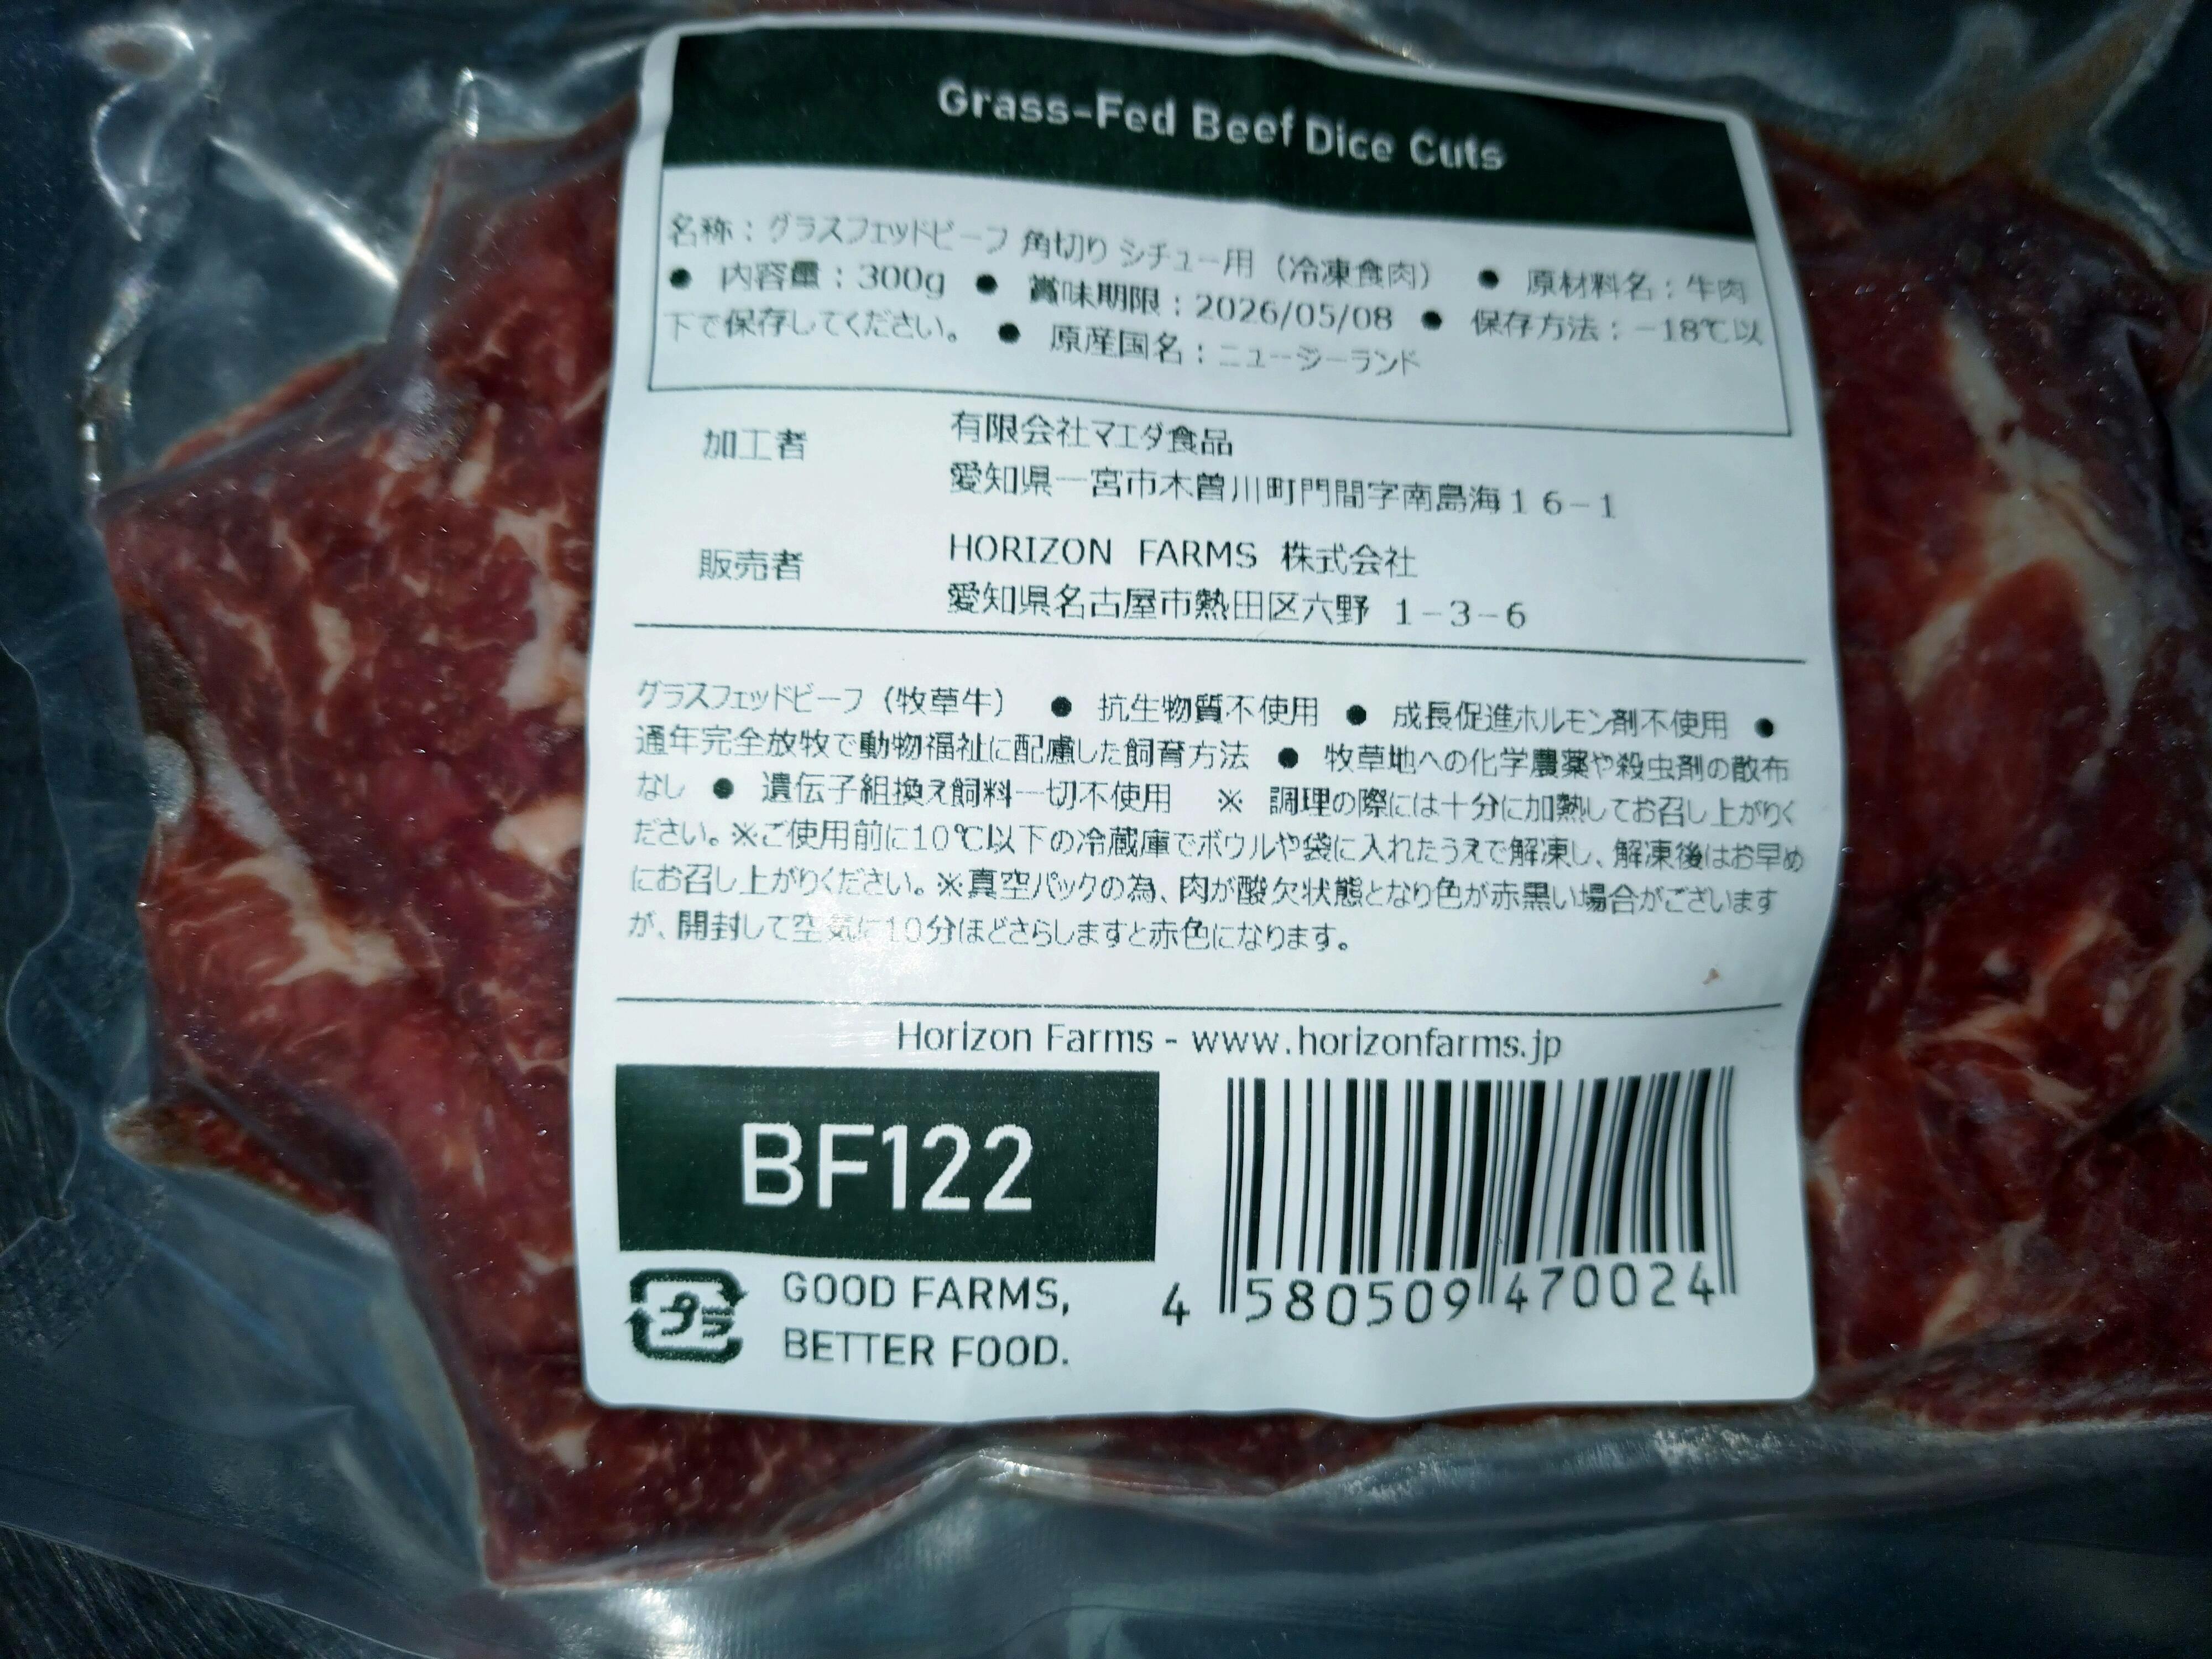 Grass-Fed Beef Dice Cuts
名称：グラスフェッドビーフ 角切り シチュー用（冷凍食肉） ● 原材料名：牛肉
● 内容量：300g ● 賞味期限：2026/05/08 ● 保存方法：－18℃以
下で保存してください。 ● 原産国名：ニュージーランド
加工者 有限会社マエダ食品
愛知県一宮市木曽川町門間字南島海16－1
販売者 HORIZON FARMS 株式会社
愛知県名古屋市熱田区六野 1－3－6
グラスフェッドビーフ（牧草牛） ● 抗生物質不使用 ● 成長促進ホルモン剤不使用 ●
通年完全放牧で動物福祉に配慮した飼育方法 ● 牧草地への化学農薬や殺虫剤の散布
なし ● 遺伝子組換え飼料一切不使用 ※ 調理の際には十分に加熱してお召し上がりく
ださい。※ご使用前に10℃以下の冷蔵庫でボウルや袋に入れたうえで解凍し、解凍後はお早め
にお召し上がりください。※真空パックの為、肉が酸欠状態となり色が赤黒い場合がございます
が、開封して空気に10分ほどさらしますと赤色になります。
Horizon Farms - www.horizonfarms.jp
BF122
プラ
GOOD FARMS,
BETTER FOOD.
4 580509 470024